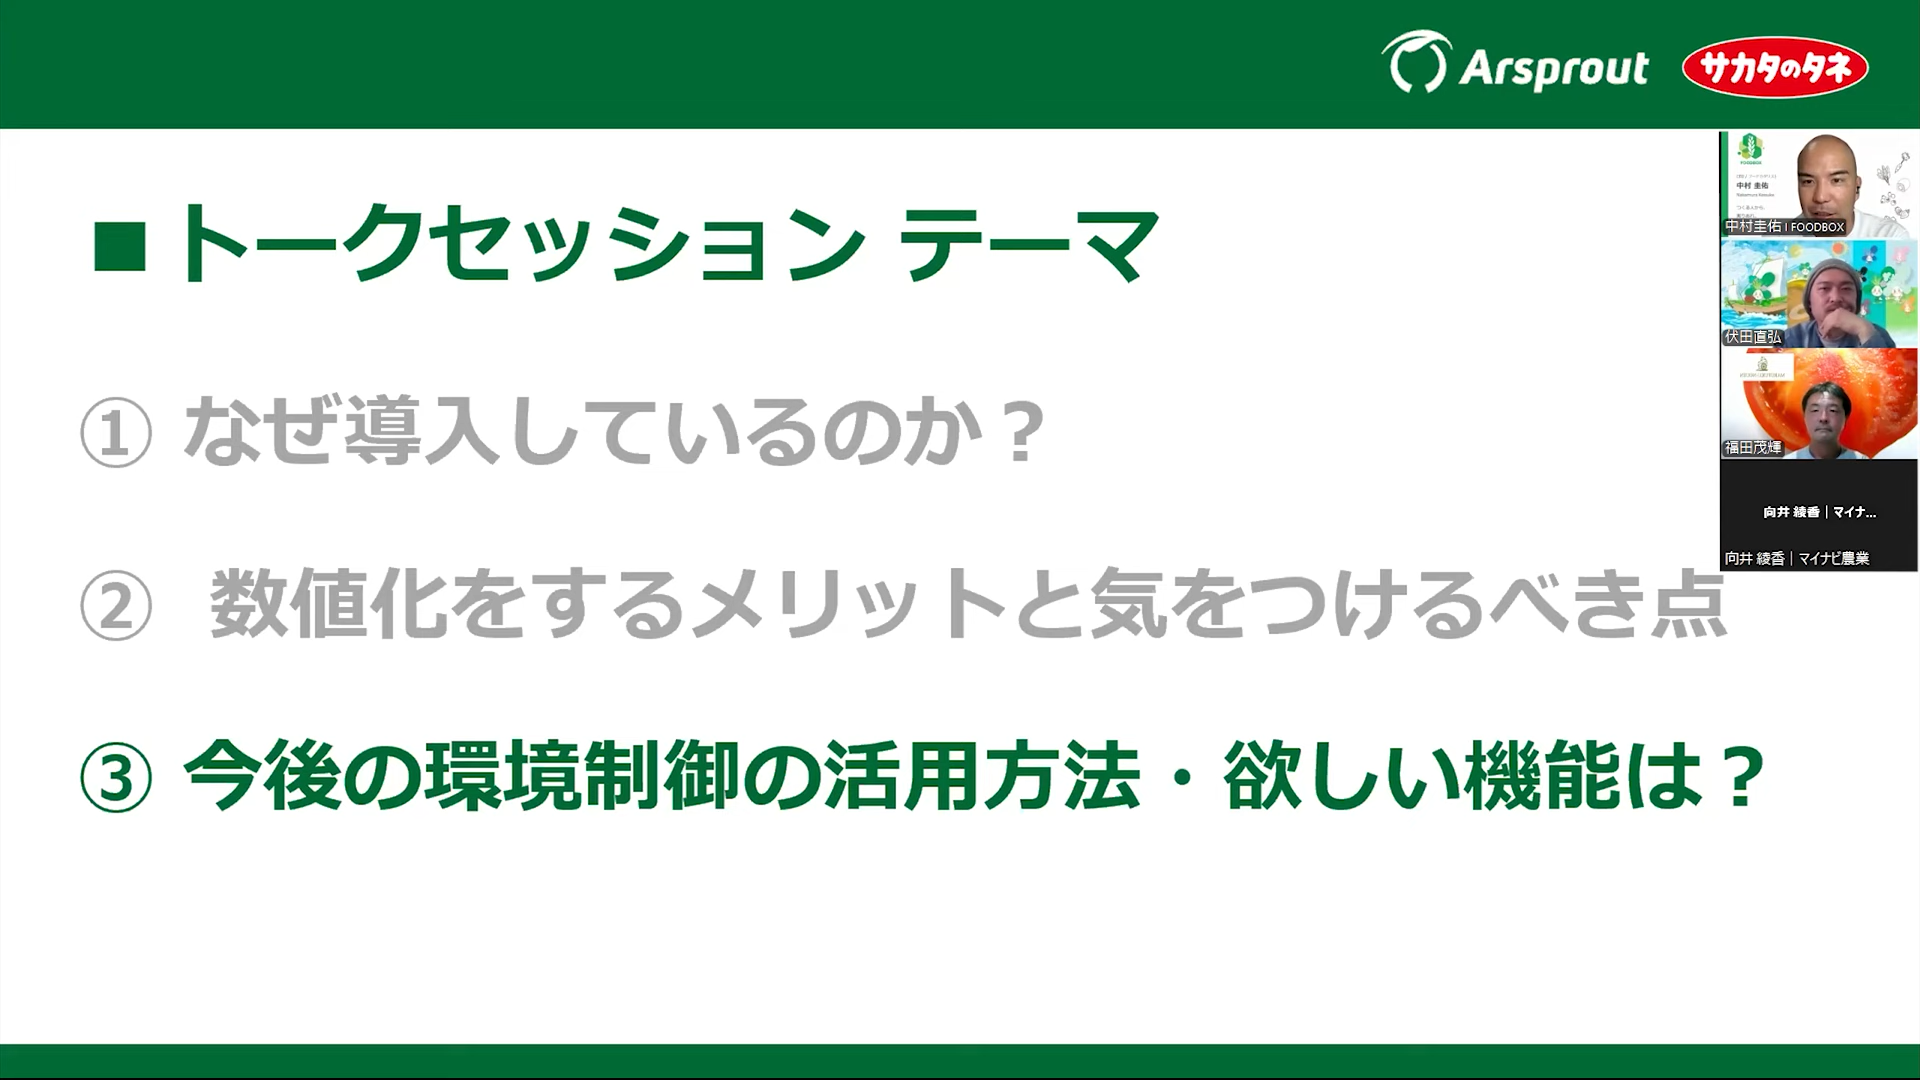 Arsprout
サカタのタネ
■トークセッション テーマ
① なぜ導入しているのか？
② 数値化をするメリットと気をつけるべき点
③ 今後の環境制御の活用方法・欲しい機能は？
FOODBOX
中村 圭佑
中村圭佑 | FOODBOX
伏田直弘
福田茂輝
向井 綾香｜マイナ...
向井 綾香｜マイナビ農業